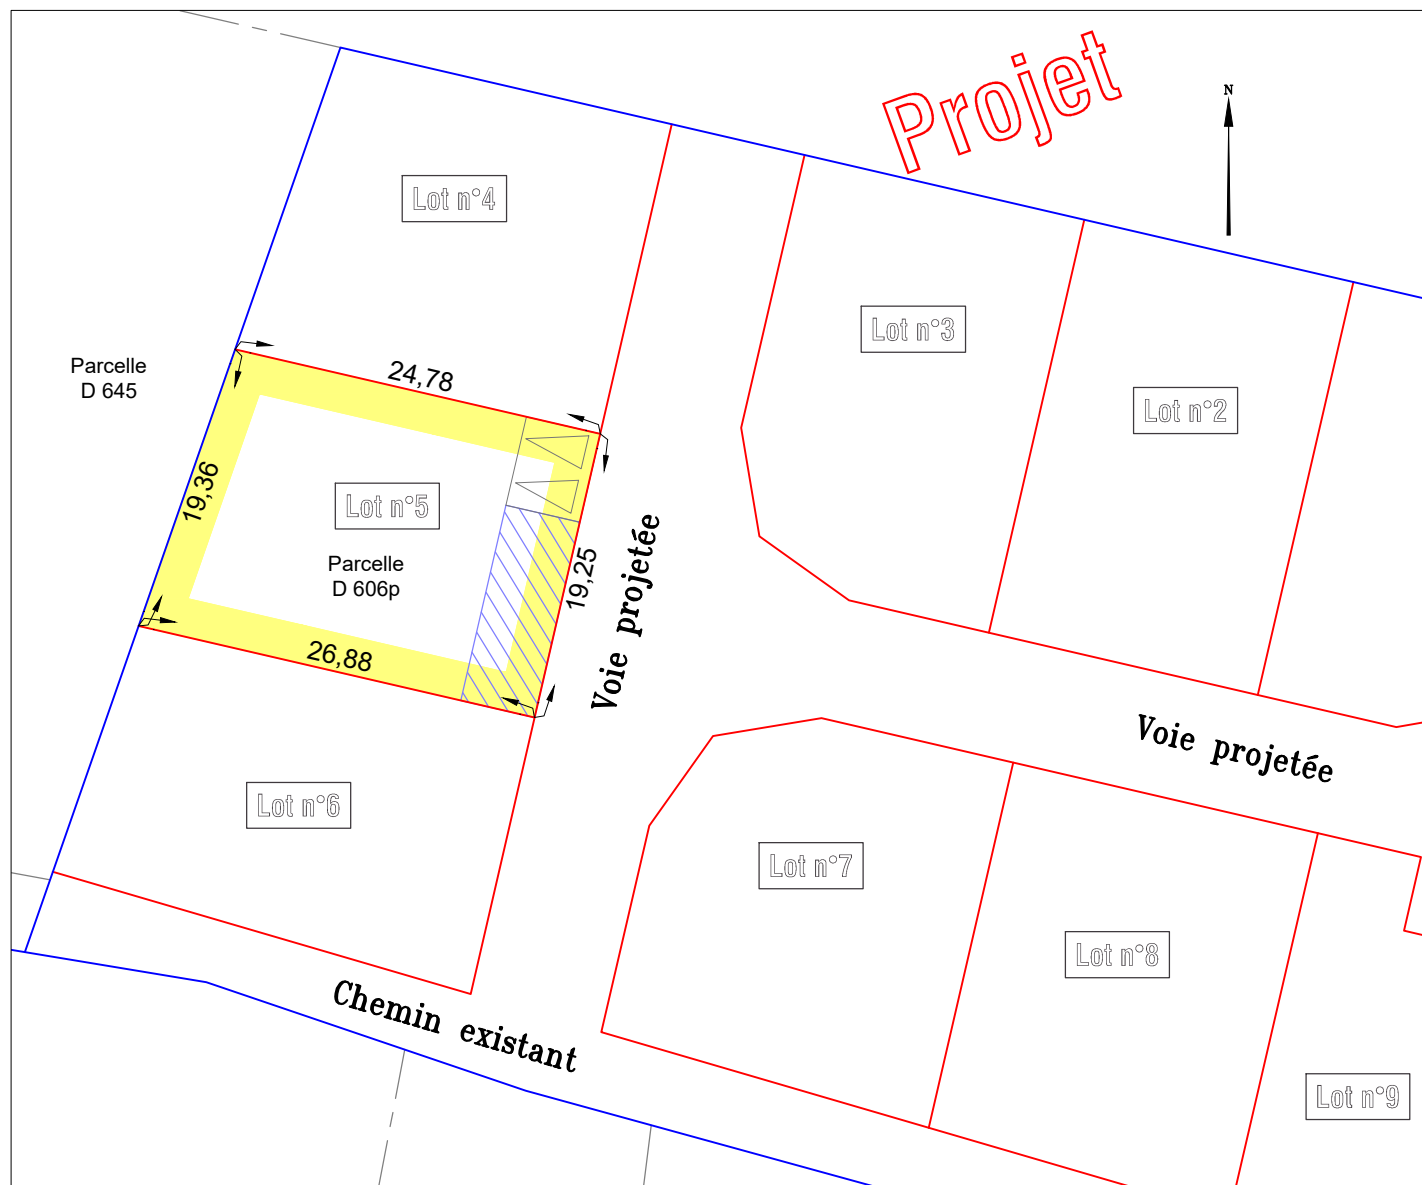 Projet
N
Lot n°4
Lot n°3
Parcelle
D 645
24,78
Lot n°2
19,36
Lot n°5
Parcelle
D 606p
19,25
Voie projetée
26,88
Voie projetée
Lot n°6
Lot n°7
Lot n°8
Chemin existant
Lot n°9